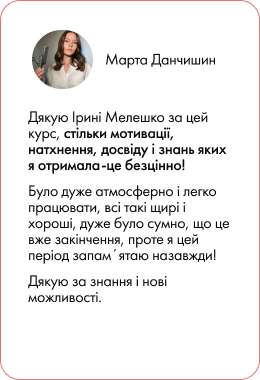 Марта Данчишин
Дякую Ірині Мелешко за цей
курс, стільки мотивації,
натхнення, досвіду і знань яких
я отримала-це безцінно!
Було дуже атмосферно і легко
працювати, всі такі щирі і
хороші, дуже було сумно, що це
вже закінчення, проте я цей
період запам´ятаю назавжди!
Дякую за знання і нові
можливості.